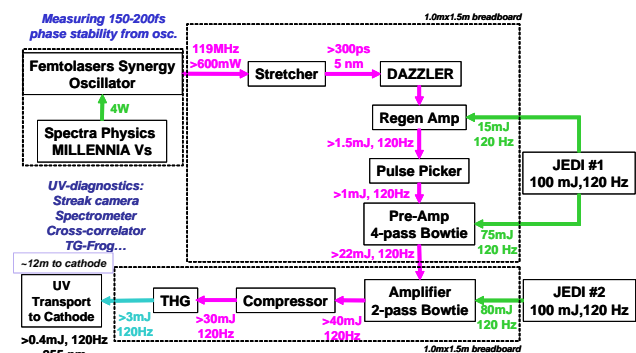 Measuring 150-200fs
phase stability from osc.
1.0mx1.5m breadboard
Femtolasers Synergy
Oscillator
119MHz
>600mW
Stretcher
>300ps
5 nm
DAZZLER
4W
Spectra Physics
MILLENNIA Vs
Regen Amp
15mJ
120 Hz
>1.5mJ, 120Hz
JEDI #1
100 mJ,120 Hz
Pulse Picker
>1mJ, 120Hz
UV-diagnostics:
Streak camera
Spectrometer
Cross-correlator
TG-Frog…
Pre-Amp
4-pass Bowtie
75mJ
120 Hz
>22mJ, 120Hz
~12m to cathode
UV
Transport
to Cathode
>3mJ
120Hz
THG
>30mJ
120Hz
Compressor
>40mJ
120Hz
Amplifier
2-pass Bowtie
80mJ
120 Hz
JEDI #2
100 mJ,120 Hz
>0.4mJ, 120Hz
255 nm
1.0mx1.5m breadboard